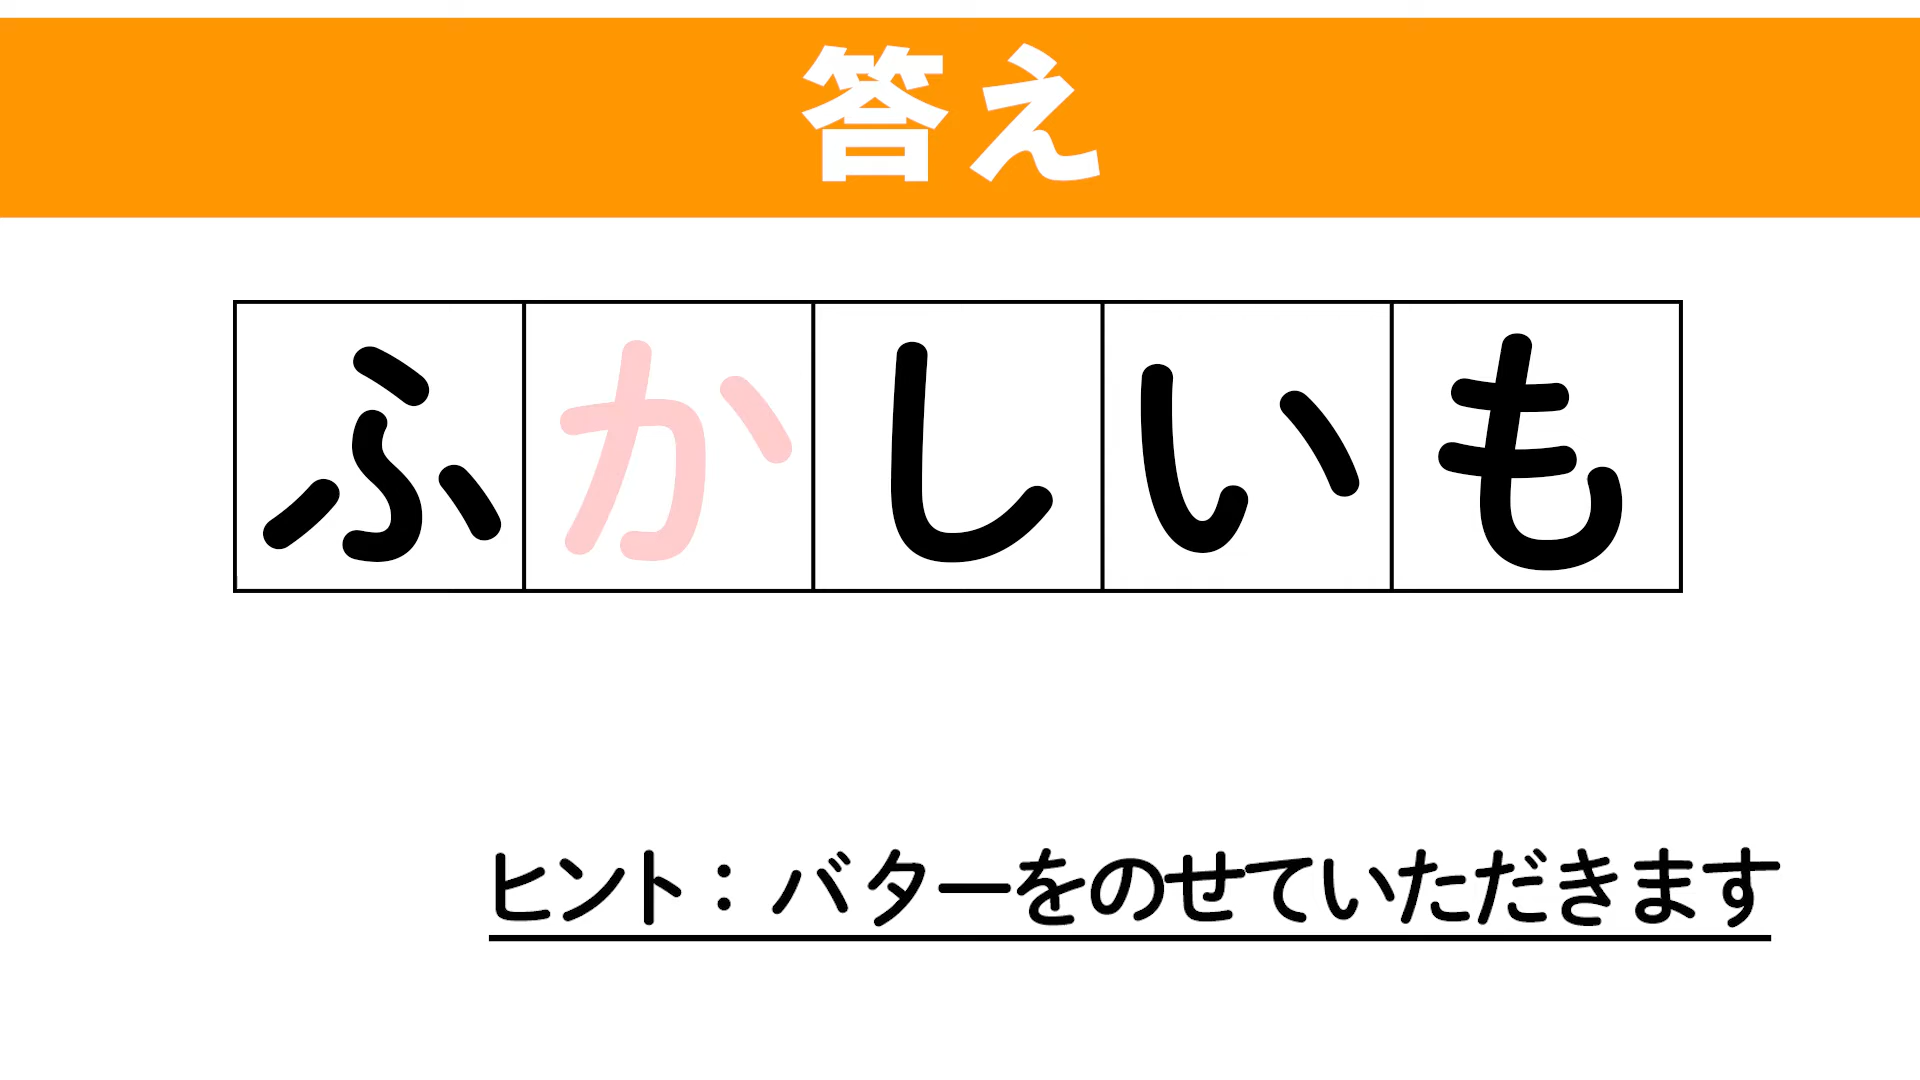 答え
ふかしいも
ヒント：バターをのせていただきます